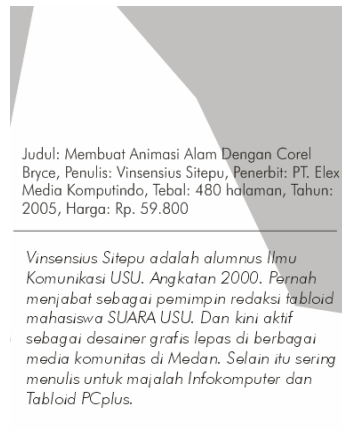 Judul: Membuat Animasi Alam Dengan Corel
Bryce, Penulis: Vinsensius Sitepu, Penerbit: PT. Elex
Media Komputindo, Tebal: 480 halaman, Tahun:
2005, Harga: Rp. 59.800
Vinsensius Sitepu adalah alumnus Ilmu
Komunikasi USU. Angkatan 2000. Pernah
menjabat sebagai pemimpin redaksi tabloid
mahasiswa SUARA USU. Dan kini aktif
sebagai desainer grafis lepas di berbagai
media komunitas di Medan. Selain itu sering
menulis untuk majalah Infokomputer dan
Tabloid PCplus.